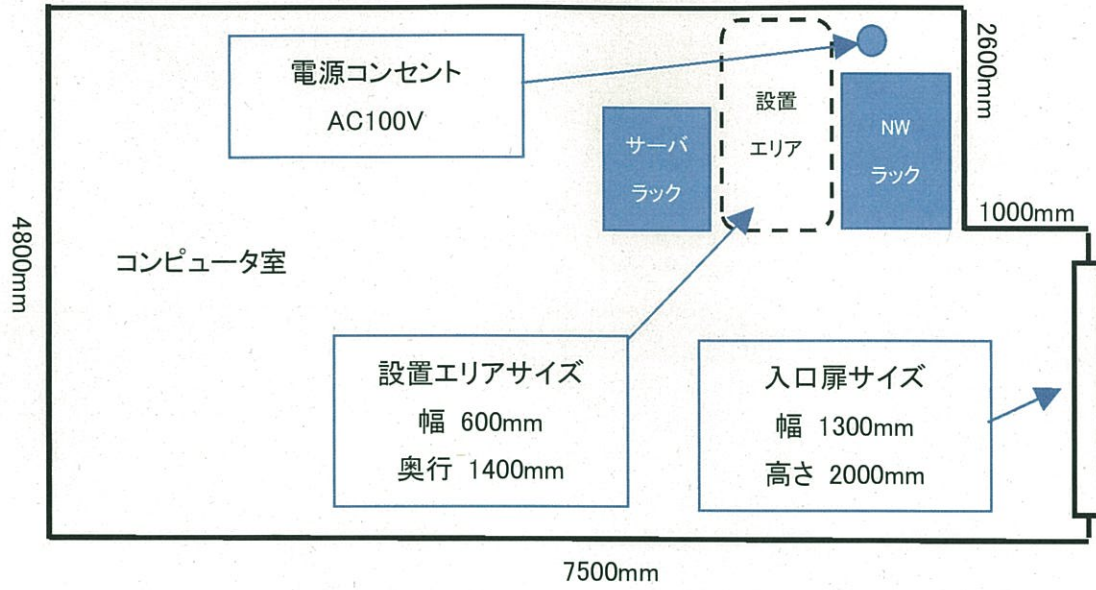 電源コンセント
AC100V
設置
エリア
サーバ
ラック
NW
ラック
2600mm
1000mm
4800mm
コンピュータ室
設置エリアサイズ
幅 600mm
奥行 1400mm
入口扉サイズ
幅 1300mm
高さ 2000mm
7500mm